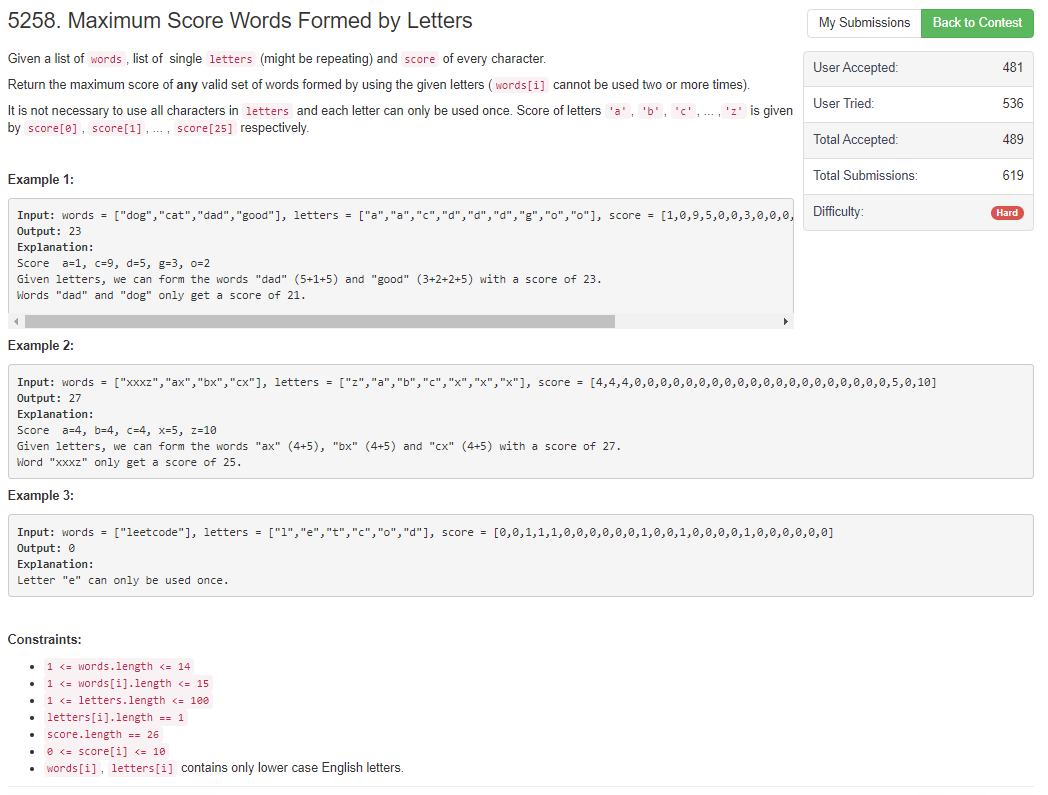 5258. Maximum Score Words Formed by Letters
My Submissions
Back to Contest
Given a list of words , list of single letters (might be repeating) and score of every character.
Return the maximum score of any valid set of words formed by using the given letters ( words[i] cannot be used two or more times).
It is not necessary to use all characters in letters and each letter can only be used once. Score of letters 'a' , 'b' , 'c' , ... , 'z' is given
by score[0] , score[1] , ... , score[25] respectively.
User Accepted: 481
User Tried: 536
Total Accepted: 489
Total Submissions: 619
Difficulty: Hard
Example 1:
Input: words = ["dog","cat","dad","good"], letters = ["a","a","c","d","d","d","g","o","o"], score = [1,0,9,5,0,0,3,0,0,0,
Output: 23
Explanation:
Score  a=1, c=9, d=5, g=3, o=2
Given letters, we can form the words "dad" (5+1+5) and "good" (3+2+2+5) with a score of 23.
Words "dad" and "dog" only get a score of 21.
Example 2:
Input: words = ["xxxz","ax","bx","cx"], letters = ["z","a","b","c","x","x","x"], score = [4,4,4,0,0,0,0,0,0,0,0,0,0,0,0,0,0,0,0,0,0,0,0,5,0,10]
Output: 27
Explanation:
Score  a=4, b=4, c=4, x=5, z=10
Given letters, we can form the words "ax" (4+5), "bx" (4+5) and "cx" (4+5) with a score of 27.
Word "xxxz" only get a score of 25.
Example 3:
Input: words = ["leetcode"], letters = ["l","e","t","c","o","d"], score = [0,0,1,1,1,0,0,0,0,0,0,1,0,0,1,0,0,0,0,1,0,0,0,0,0,0]
Output: 0
Explanation:
Letter "e" can only be used once.
Constraints:
1 <= words.length <= 14
1 <= words[i].length <= 15
1 <= letters.length <= 100
letters[i].length == 1
score.length == 26
0 <= score[i] <= 10
words[i] , letters[i] contains only lower case English letters.